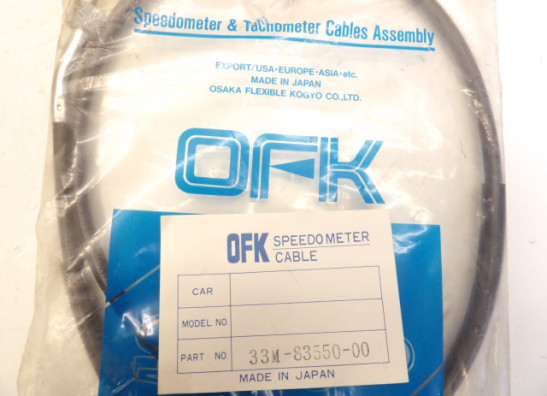 Speedometer & Tachometer Cables Assembly
EXPORT/USA·EUROPE·ASIA·etc.
MADE IN JAPAN
OSAKA FLEXIBLE KOGYO CO., LTD.
OFK
OFK SPEEDOMETER
CABLE
CAR
MODEL NO.
PART NO. 33M-83550-00
MADE IN JAPAN